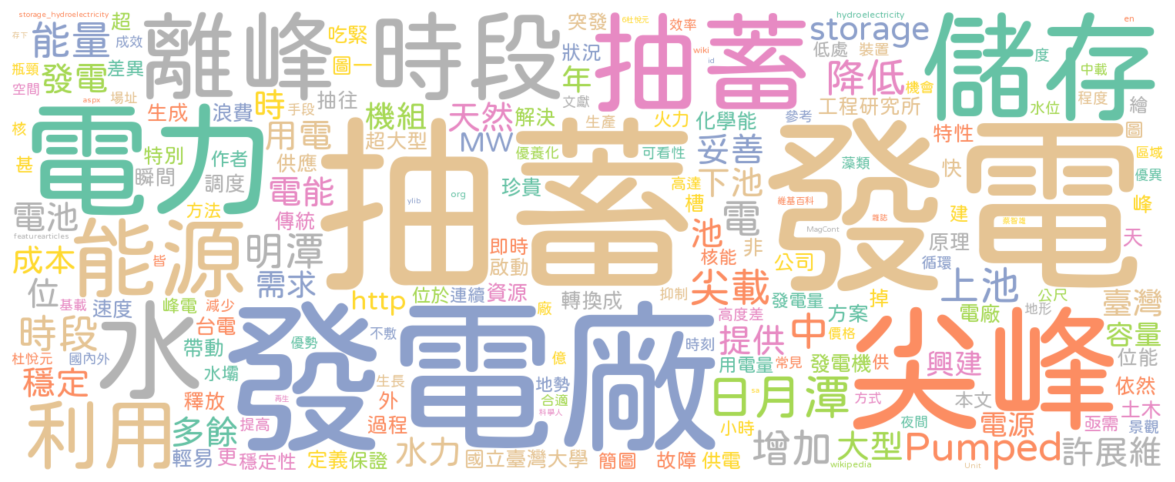 storage_hydroelectricity
超
能量
成效
存下
瓶頸
發電
差異
空間
aspx
場址
離峰
時段
吃緊
圖一
抽往
生成
浪費
時
手段
突發
杜悅元
效率
狀況
wiki
id
年
文獻
抽蓄
hydroelectricity
storage
低處
裝置
降低
機會
工程研究所
參考
儲存
en
度
中載
水位
程度
繪
圖
區域
特性
優異
快
電力
核
甚
特別
作者
瞬間
調度
用電
供應
電能
傳統
機組
超大型
天然
MW
解決
優養化
生產
火力
可看性
化學能
妥善
珍貴
高達
下池
槽
電
非
池
核能
藻類
維基百科
雜誌
MagCont
抽蓄
發電
ylib
org
峰
天
建
原理
循環
上池
公尺
地形
臺灣
電池
featurearticles
方法
能源
皆
明潭
成本
位
基載
速度
峰電
減少
需求
http
位於
連續
資源
即時
啟動
轉換成
抑制
尖載
公司
發電量
掉
方案
電廠
容量
位能
時段
水
台電
帶動
水壩
杜悅元
國內外
穩定
釋放
不敷
優勢
發電廠
廠
億
高度差
提供
中
價格
時刻
用電量
常見
發電機
供
興建
尖峰
依然
土木
亟需
景觀
利用
多餘
提高
輕易
更
穩定性
再生
生長
外
過程
地勢
合適
科學人
定義
保證
水力
國立臺灣大學
簡圖
故障
供電
小時
日月潭
方式
本文
夜間
電源
增加
大型
wikipedia
Pumped
Unit
許展維